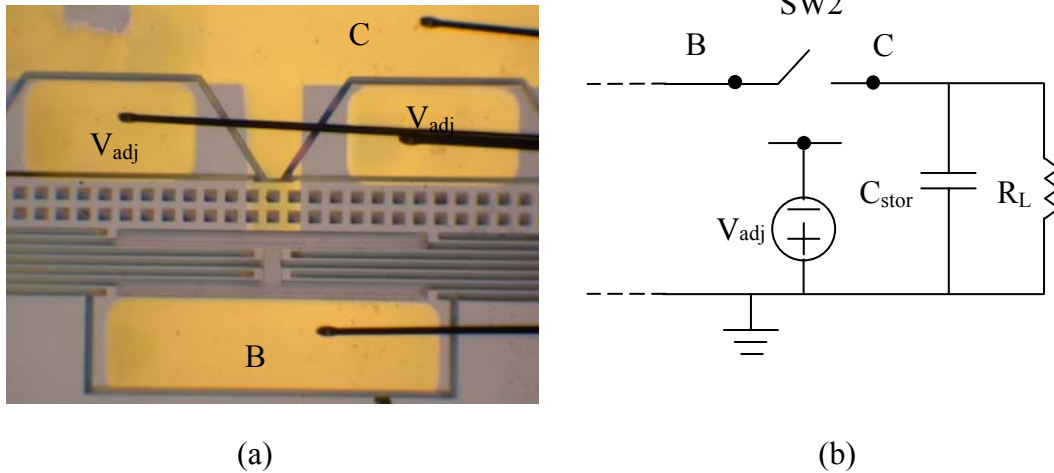 C
V_adj
V_adj
B
(a)
SW2
B
C
V_adj
C_stor
R_L
(b)